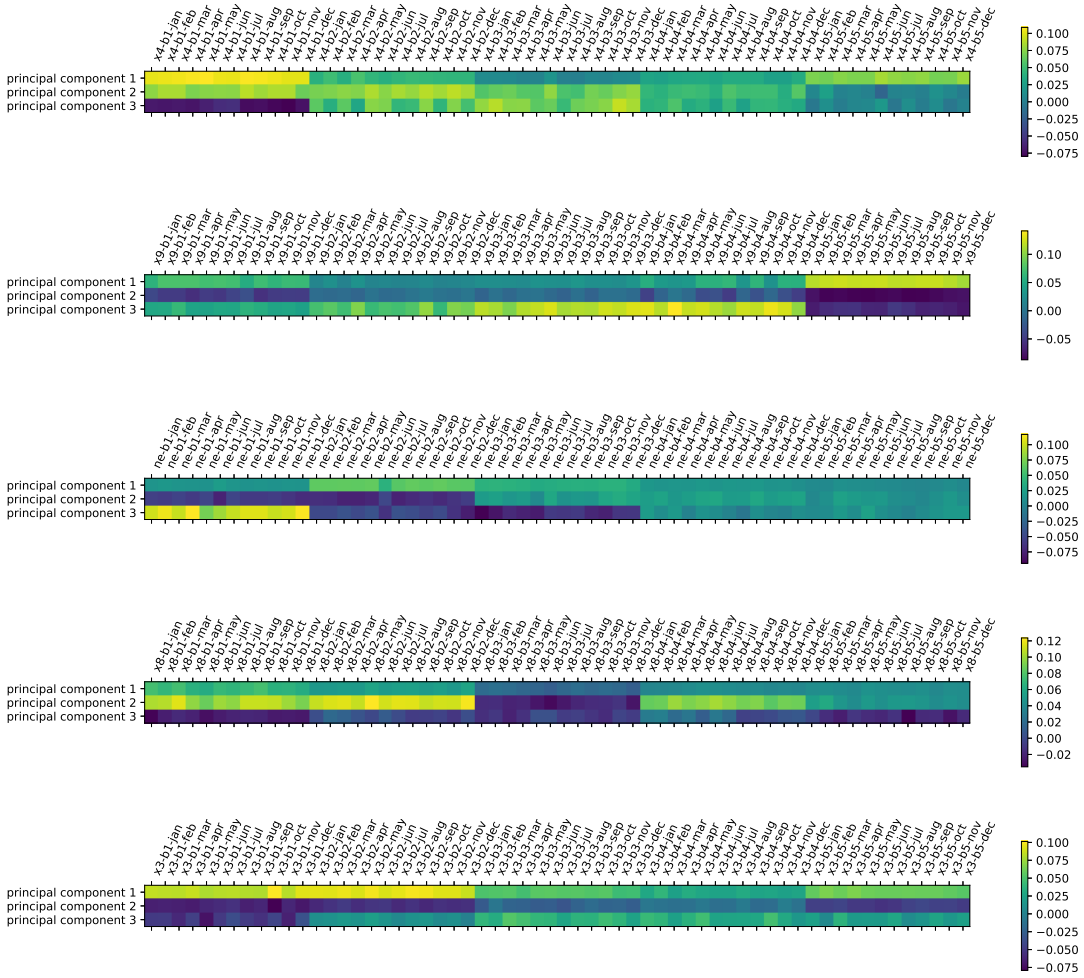 x4-b1-jan x4-b1-feb x4-b1-mar x4-b1-apr x4-b1-may x4-b1-jun x4-b1-jul x4-b1-aug x4-b1-sep x4-b1-oct x4-b1-nov x4-b1-dec x4-b2-jan x4-b2-feb x4-b2-mar x4-b2-apr x4-b2-may x4-b2-jun x4-b2-jul x4-b2-aug x4-b2-sep x4-b2-oct x4-b2-nov x4-b2-dec x4-b3-jan x4-b3-feb x4-b3-mar x4-b3-apr x4-b3-may x4-b3-jun x4-b3-jul x4-b3-aug x4-b3-sep x4-b3-oct x4-b3-nov x4-b3-dec x4-b4-jan x4-b4-feb x4-b4-mar x4-b4-apr x4-b4-may x4-b4-jun x4-b4-jul x4-b4-aug x4-b4-sep x4-b4-oct x4-b4-nov x4-b4-dec x4-b5-jan x4-b5-feb x4-b5-mar x4-b5-apr x4-b5-may x4-b5-jun x4-b5-jul x4-b5-aug x4-b5-sep x4-b5-oct x4-b5-nov x4-b5-dec
principal component 1
principal component 2
principal component 3
0.100
0.075
0.050
0.025
0.000
−0.025
−0.050
−0.075
x9-b1-jan x9-b1-feb x9-b1-mar x9-b1-apr x9-b1-may x9-b1-jun x9-b1-jul x9-b1-aug x9-b1-sep x9-b1-oct x9-b1-nov x9-b1-dec x9-b2-jan x9-b2-feb x9-b2-mar x9-b2-apr x9-b2-may x9-b2-jun x9-b2-jul x9-b2-aug x9-b2-sep x9-b2-oct x9-b2-nov x9-b2-dec x9-b3-jan x9-b3-feb x9-b3-mar x9-b3-apr x9-b3-may x9-b3-jun x9-b3-jul x9-b3-aug x9-b3-sep x9-b3-oct x9-b3-nov x9-b3-dec x9-b4-jan x9-b4-feb x9-b4-mar x9-b4-apr x9-b4-may x9-b4-jun x9-b4-jul x9-b4-aug x9-b4-sep x9-b4-oct x9-b4-nov x9-b4-dec x9-b5-jan x9-b5-feb x9-b5-mar x9-b5-apr x9-b5-may x9-b5-jun x9-b5-jul x9-b5-aug x9-b5-sep x9-b5-oct x9-b5-nov x9-b5-dec
principal component 1
principal component 2
principal component 3
0.10
0.05
0.00
−0.05
ne-b1-jan ne-b1-feb ne-b1-mar ne-b1-apr ne-b1-may ne-b1-jun ne-b1-jul ne-b1-aug ne-b1-sep ne-b1-oct ne-b1-nov ne-b1-dec ne-b2-jan ne-b2-feb ne-b2-mar ne-b2-apr ne-b2-may ne-b2-jun ne-b2-jul ne-b2-aug ne-b2-sep ne-b2-oct ne-b2-nov ne-b2-dec ne-b3-jan ne-b3-feb ne-b3-mar ne-b3-apr ne-b3-may ne-b3-jun ne-b3-jul ne-b3-aug ne-b3-sep ne-b3-oct ne-b3-nov ne-b3-dec ne-b4-jan ne-b4-feb ne-b4-mar ne-b4-apr ne-b4-may ne-b4-jun ne-b4-jul ne-b4-aug ne-b4-sep ne-b4-oct ne-b4-nov ne-b4-dec ne-b5-jan ne-b5-feb ne-b5-mar ne-b5-apr ne-b5-may ne-b5-jun ne-b5-jul ne-b5-aug ne-b5-sep ne-b5-oct ne-b5-nov ne-b5-dec
principal component 1
principal component 2
principal component 3
0.100
0.075
0.050
0.025
0.000
−0.025
−0.050
−0.075
x8-b1-jan x8-b1-feb x8-b1-mar x8-b1-apr x8-b1-may x8-b1-jun x8-b1-jul x8-b1-aug x8-b1-sep x8-b1-oct x8-b1-nov x8-b1-dec x8-b2-jan x8-b2-feb x8-b2-mar x8-b2-apr x8-b2-may x8-b2-jun x8-b2-jul x8-b2-aug x8-b2-sep x8-b2-oct x8-b2-nov x8-b2-dec x8-b3-jan x8-b3-feb x8-b3-mar x8-b3-apr x8-b3-may x8-b3-jun x8-b3-jul x8-b3-aug x8-b3-sep x8-b3-oct x8-b3-nov x8-b3-dec x8-b4-jan x8-b4-feb x8-b4-mar x8-b4-apr x8-b4-may x8-b4-jun x8-b4-jul x8-b4-aug x8-b4-sep x8-b4-oct x8-b4-nov x8-b4-dec x8-b5-jan x8-b5-feb x8-b5-mar x8-b5-apr x8-b5-may x8-b5-jun x8-b5-jul x8-b5-aug x8-b5-sep x8-b5-oct x8-b5-nov x8-b5-dec
principal component 1
principal component 2
principal component 3
0.12
0.10
0.08
0.06
0.04
0.02
0.00
−0.02
x3-b1-jan x3-b1-feb x3-b1-mar x3-b1-apr x3-b1-may x3-b1-jun x3-b1-jul x3-b1-aug x3-b1-sep x3-b1-oct x3-b1-nov x3-b1-dec x3-b2-jan x3-b2-feb x3-b2-mar x3-b2-apr x3-b2-may x3-b2-jun x3-b2-jul x3-b2-aug x3-b2-sep x3-b2-oct x3-b2-nov x3-b2-dec x3-b3-jan x3-b3-feb x3-b3-mar x3-b3-apr x3-b3-may x3-b3-jun x3-b3-jul x3-b3-aug x3-b3-sep x3-b3-oct x3-b3-nov x3-b3-dec x3-b4-jan x3-b4-feb x3-b4-mar x3-b4-apr x3-b4-may x3-b4-jun x3-b4-jul x3-b4-aug x3-b4-sep x3-b4-oct x3-b4-nov x3-b4-dec x3-b5-jan x3-b5-feb x3-b5-mar x3-b5-apr x3-b5-may x3-b5-jun x3-b5-jul x3-b5-aug x3-b5-sep x3-b5-oct x3-b5-nov x3-b5-dec
principal component 1
principal component 2
principal component 3
0.100
0.075
0.050
0.025
0.000
−0.025
−0.050
−0.075